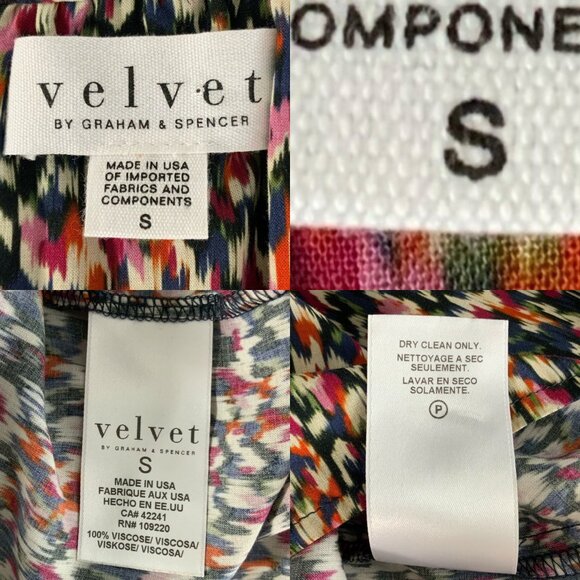 velvet
BY GRAHAM & SPENCER
MADE IN USA
OF IMPORTED
FABRICS AND
COMPONENTS
S
OMPONE
S
velvet
BY GRAHAM & SPENCER
S
MADE IN USA
FABRIQUE AUX USA
HECHO EN EE.UU
CA# 42241
RN# 109220
100% VISCOSE/ VISCOSA/
VISKOSE/ VISCOSA/
DRY CLEAN ONLY.
NETTOYAGE A SEC
SEULEMENT.
LAVAR EN SECO
SOLAMENTE.
P